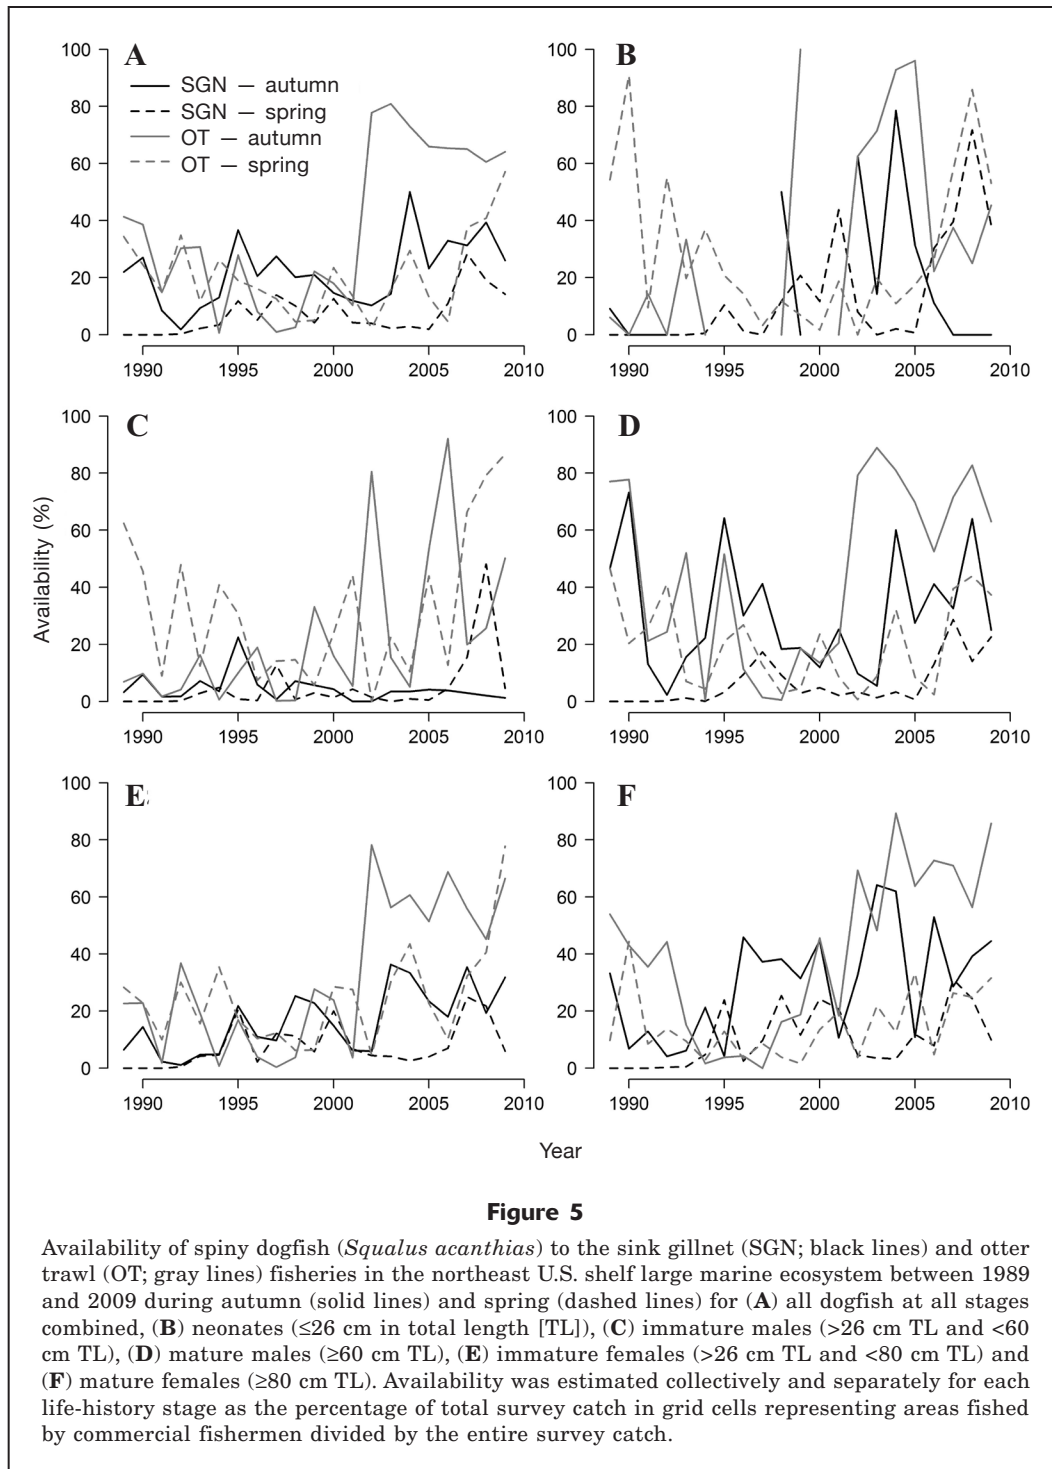 A
B
SGN — autumn
SGN — spring
OT — autumn
OT — spring
100
80
60
40
20
0
1990 1995 2000 2005 2010
100
80
60
40
20
0
1990 1995 2000 2005 2010
C
D
100
80
60
40
20
0
1990 1995 2000 2005 2010
100
80
60
40
20
0
1990 1995 2000 2005 2010
Availability (%)
E
F
100
80
60
40
20
0
1990 1995 2000 2005 2010
100
80
60
40
20
0
1990 1995 2000 2005 2010
Year
Figure 5
Availability of spiny dogfish (Squalus acanthias) to the sink gillnet (SGN; black lines) and otter
trawl (OT; gray lines) fisheries in the northeast U.S. shelf large marine ecosystem between 1989
and 2009 during autumn (solid lines) and spring (dashed lines) for (A) all dogfish at all stages
combined, (B) neonates (≤26 cm in total length [TL]), (C) immature males (>26 cm TL and <60
cm TL), (D) mature males (≥60 cm TL), (E) immature females (>26 cm TL and <80 cm TL) and
(F) mature females (≥80 cm TL). Availability was estimated collectively and separately for each
life-history stage as the percentage of total survey catch in grid cells representing areas fished
by commercial fishermen divided by the entire survey catch.